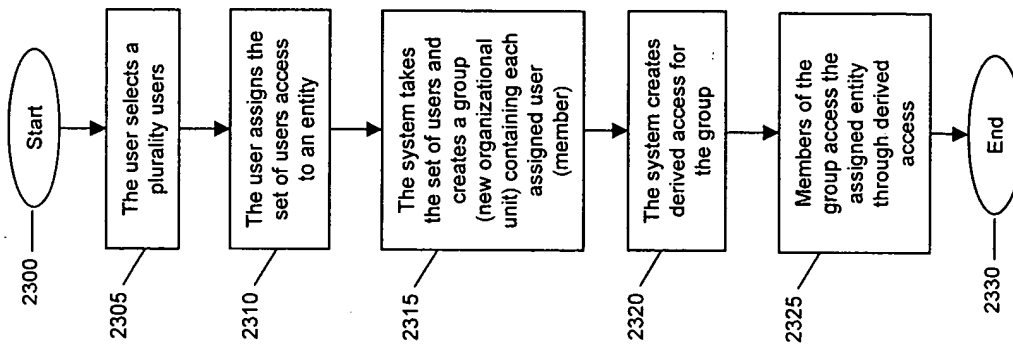 2300
Start
2305
The user selects a
plurality users
2310
The user assigns the
set of users access
to an entity
2315
The system takes
the set of users and
creates a group
(new organizational
unit) containing each
assigned user
(member)
2320
The system creates
derived access for
the group
2325
Members of the
group access the
assigned entity
through derived
access
2330
End